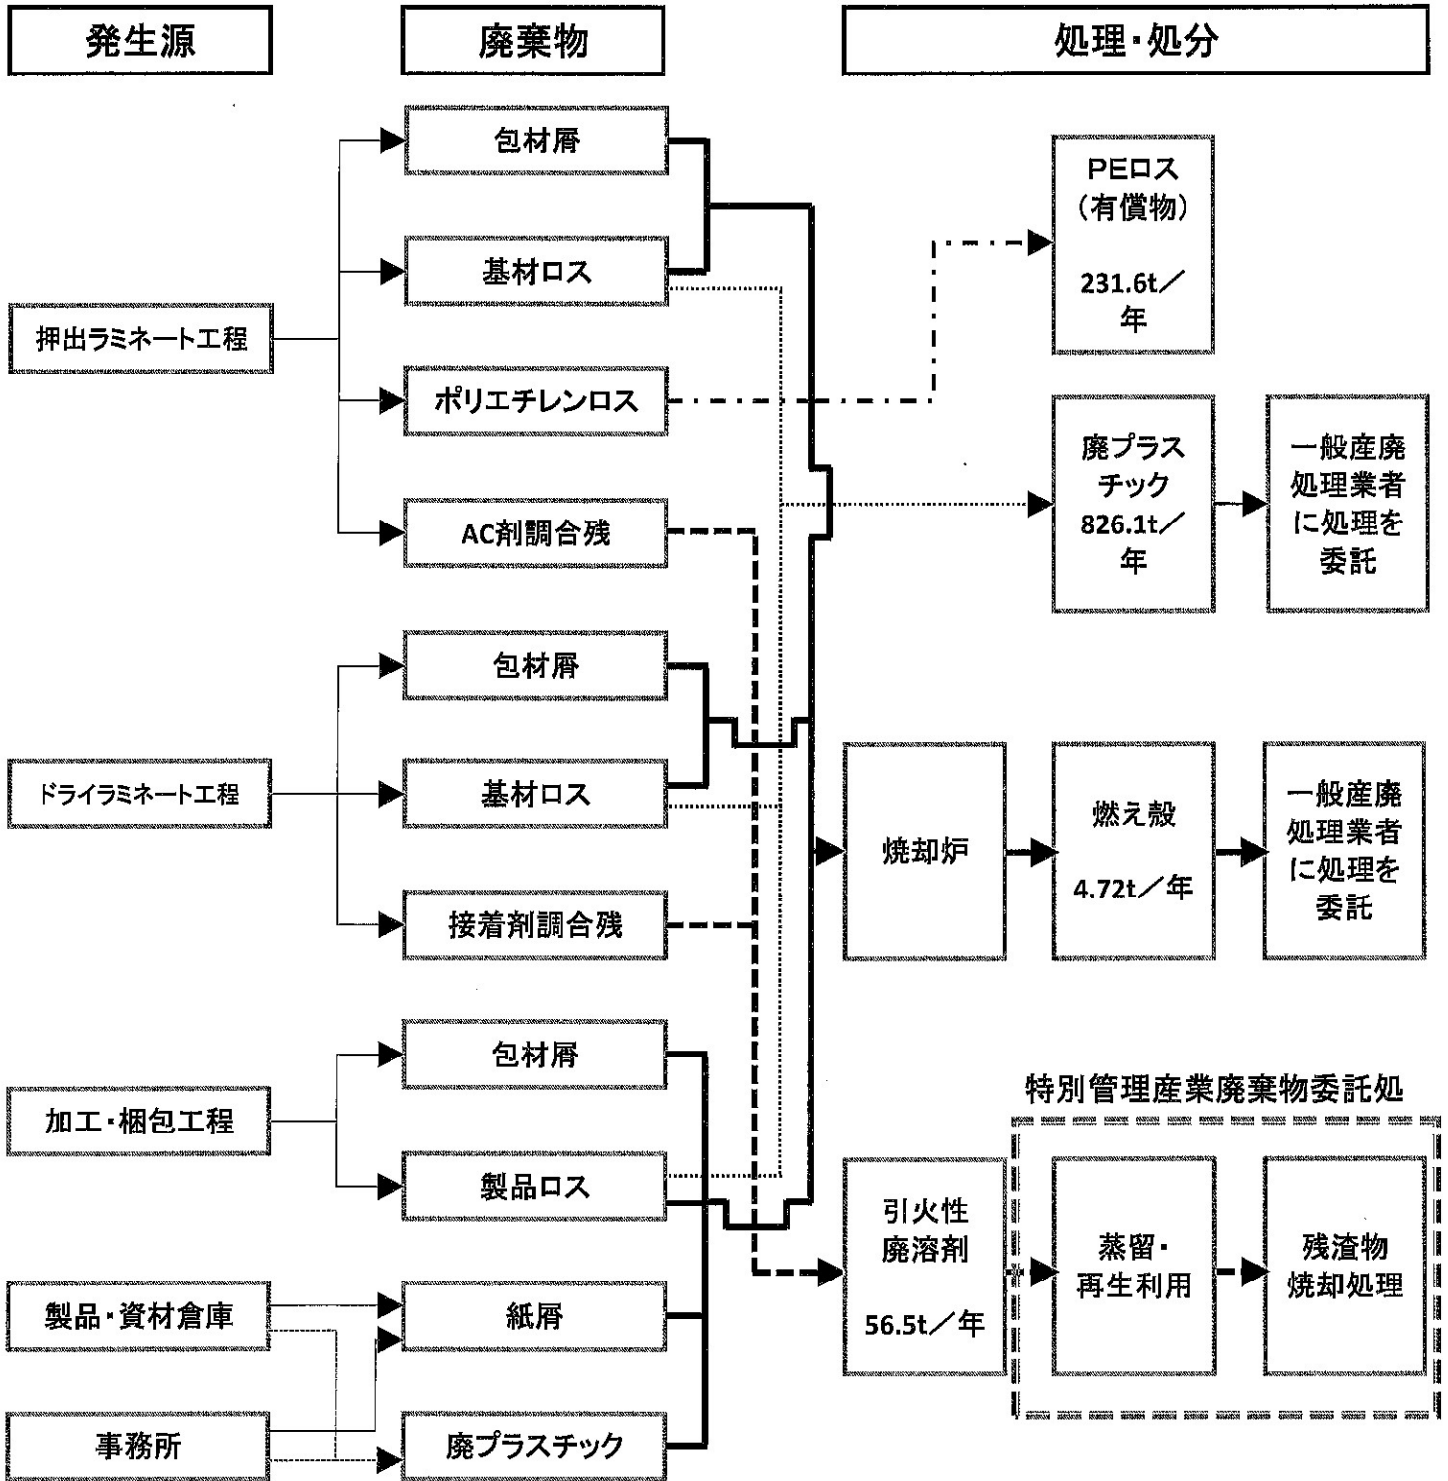 発生源
廃棄物
処理・処分
包材屑
基材ロス
押出ラミネート工程
ポリエチレンロス
AC剤調合残
PEロス
（有償物）
231.6t／
年
廃プラス
チック
826.1t／
年
一般産廃
処理業者
に処理を
委託
包材屑
ドライラミネート工程
基材ロス
接着剤調合残
焼却炉
燃え殻
4.72t／年
一般産廃
処理業者
に処理を
委託
包材屑
加工・梱包工程
製品ロス
特別管理産業廃棄物委託処
引火性
廃溶剤
56.5t／年
蒸留・
再生利用
残渣物
焼却処理
製品・資材倉庫
紙屑
事務所
廃プラスチック